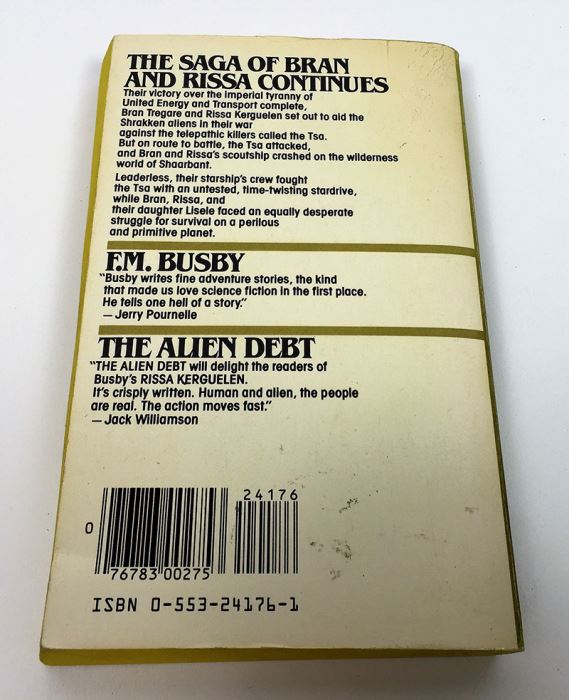 THE SAGA OF BRAN
AND RISSA CONTINUES
Their victory over the imperial tyranny of
United Energy and Transport complete,
Bran Tregare and Rissa Kerguelen set out to aid the
Shrakken aliens in their war
against the telepathic killers called the Tsa.
But on route to battle, the Tsa attacked,
and Bran and Rissa's scoutship crashed on the wilderness
world of Shaarbant.
Leaderless, their starship's crew fought
the Tsa with an untested, time-twisting stardrive,
while Bran, Rissa, and
their daughter Lisele faced an equally desperate
struggle for survival on a perilous
and primitive planet.
F.M. BUSBY
"Busby writes fine adventure stories, the kind
that made us love science fiction in the first place.
He tells one hell of a story."
— Jerry Pournelle
THE ALIEN DEBT
"THE ALIEN DEBT will delight the readers of
Busby's RISSA KERGUELEN.
It's crisply written. Human and alien, the people
are real. The action moves fast."
— Jack Williamson
24176
0
76783 00275
ISBN 0-553-24176-1